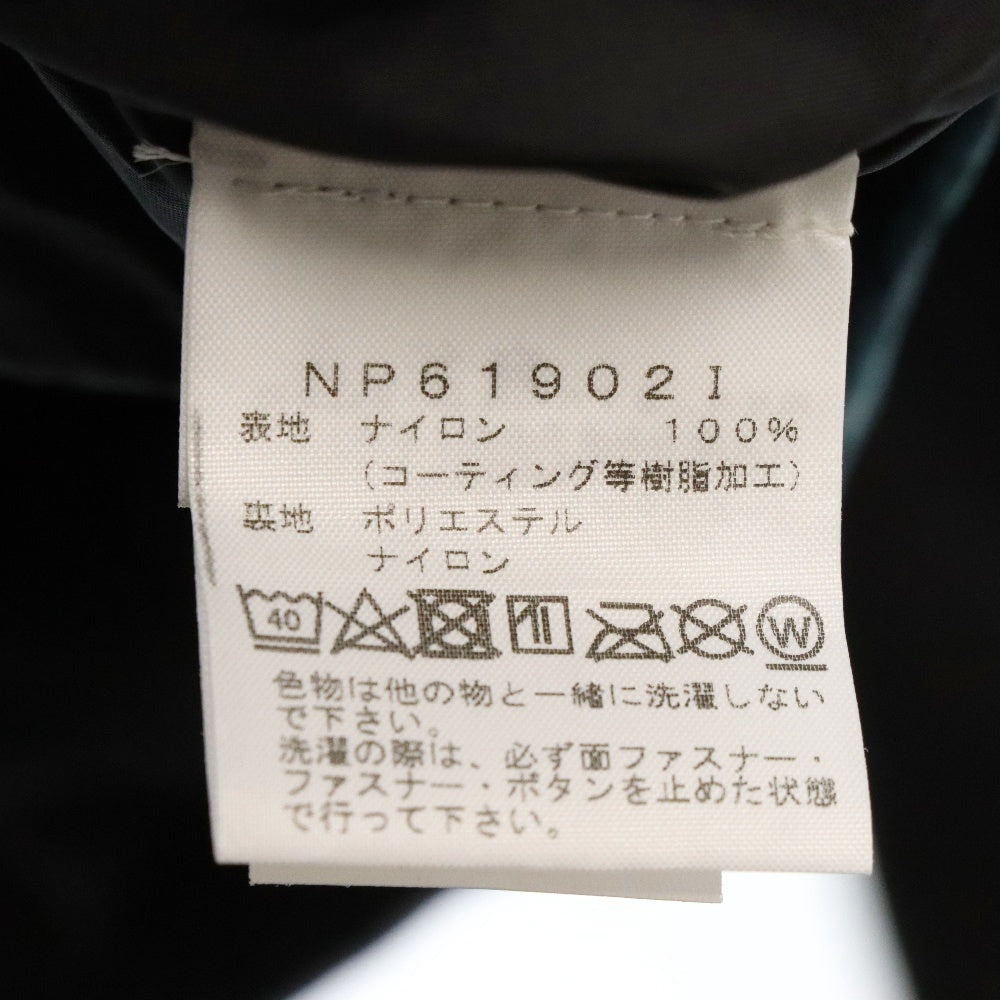 NP61902I
表地 ナイロン 100%
(コーティング等樹脂加工)
裏地 ポリエステル
ナイロン
40 W
色物は他の物と一緒に洗濯しない
で下さい。
洗濯の際は、必ず面ファスナー・
ファスナー・ボタンを止めた状態
で行って下さい。